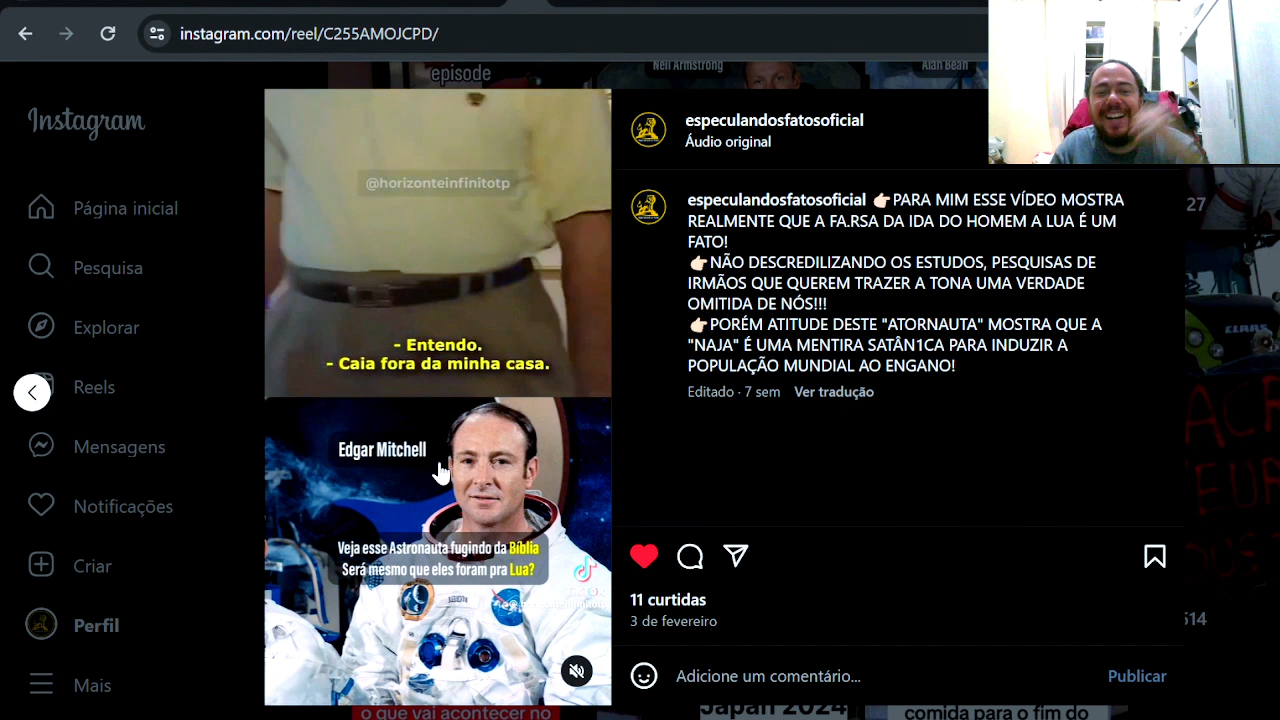 instagram.com/reel/C255AMOJCPD/
episode
Neil Armstrong
Alan Bean
Instagram
Página inicial
Pesquisa
Explorar
Reels
Mensagens
Notificações
Criar
Perfil
Mais
@horizonteinfinitotp
- Entendo.
- Caia fora da minha casa.
Edgar Mitchell
Veja esse Astronauta fugindo da Bíblia
Será mesmo que eles foram pra Lua?
especulandosfatosoficial
Áudio original
especulandosfatosoficial 👉🏻PARA MIM ESSE VÍDEO MOSTRA
REALMENTE QUE A FA.RSA DA IDA DO HOMEM A LUA É UM
FATO!
👉🏻NÃO DESCREDILIZANDO OS ESTUDOS, PESQUISAS DE
IRMÃOS QUE QUEREM TRAZER A TONA UMA VERDADE
OMITIDA DE NÓS!!!
👉🏻PORÉM ATITUDE DESTE "ATORNAUTA" MOSTRA QUE A
"NAJA" É UMA MENTIRA SATÂN1CA PARA INDUZIR A
POPULAÇÃO MUNDIAL AO ENGANO!
Editado · 7 sem Ver tradução
11 curtidas
3 de fevereiro
Adicione um comentário...
Publicar
27
CLAAS
514
o que vai acontecer no
Japan 2024
comida para o fim do